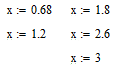 x := 0.68 x := 1.8
x := 1.2 x := 2.6
x := 3